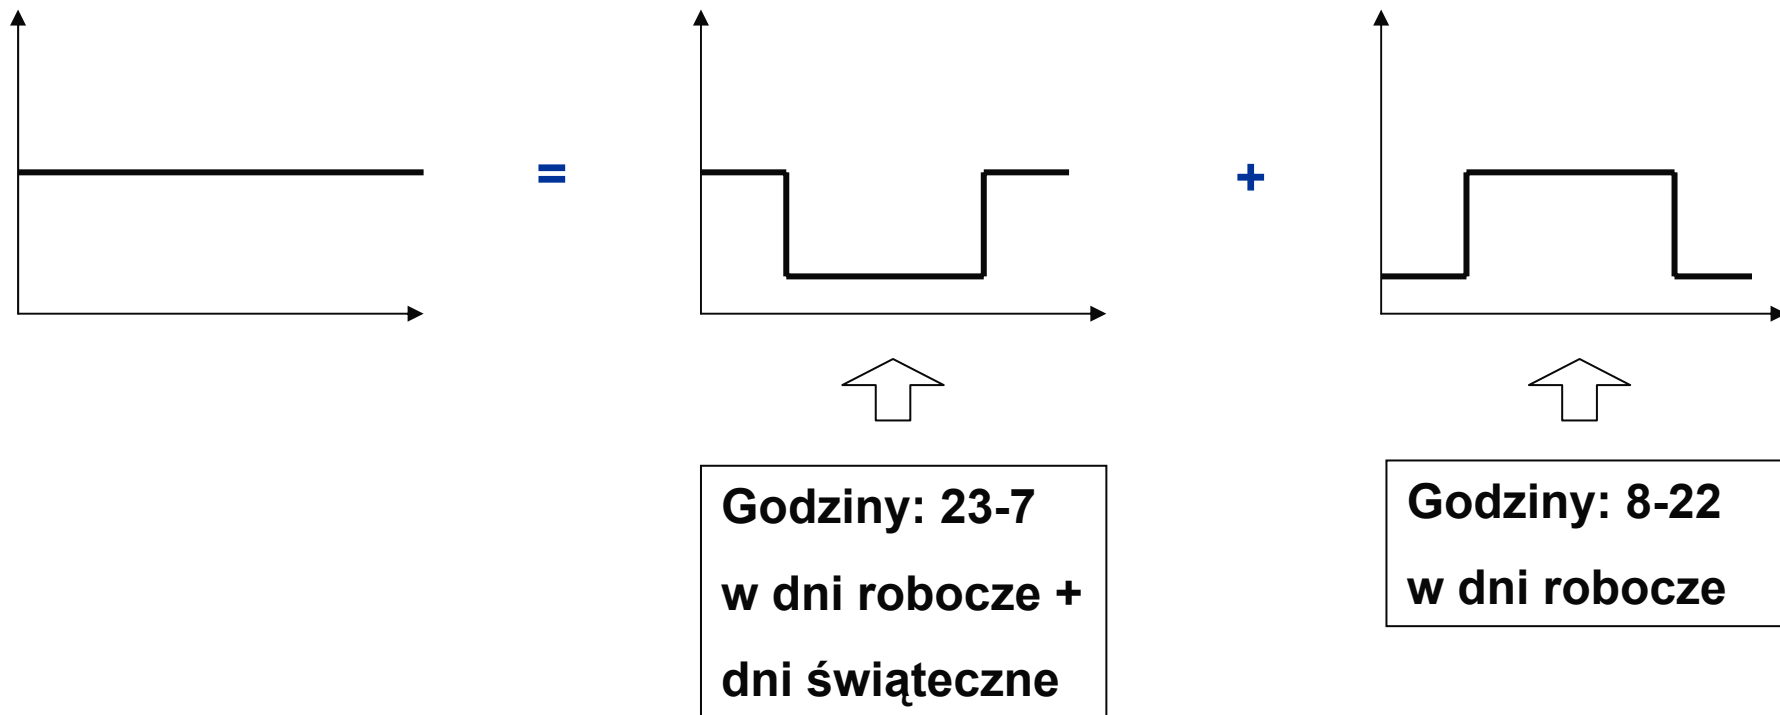 =
+
Godziny: 23-7
w dni robocze +
dni świąteczne
Godziny: 8-22
w dni robocze